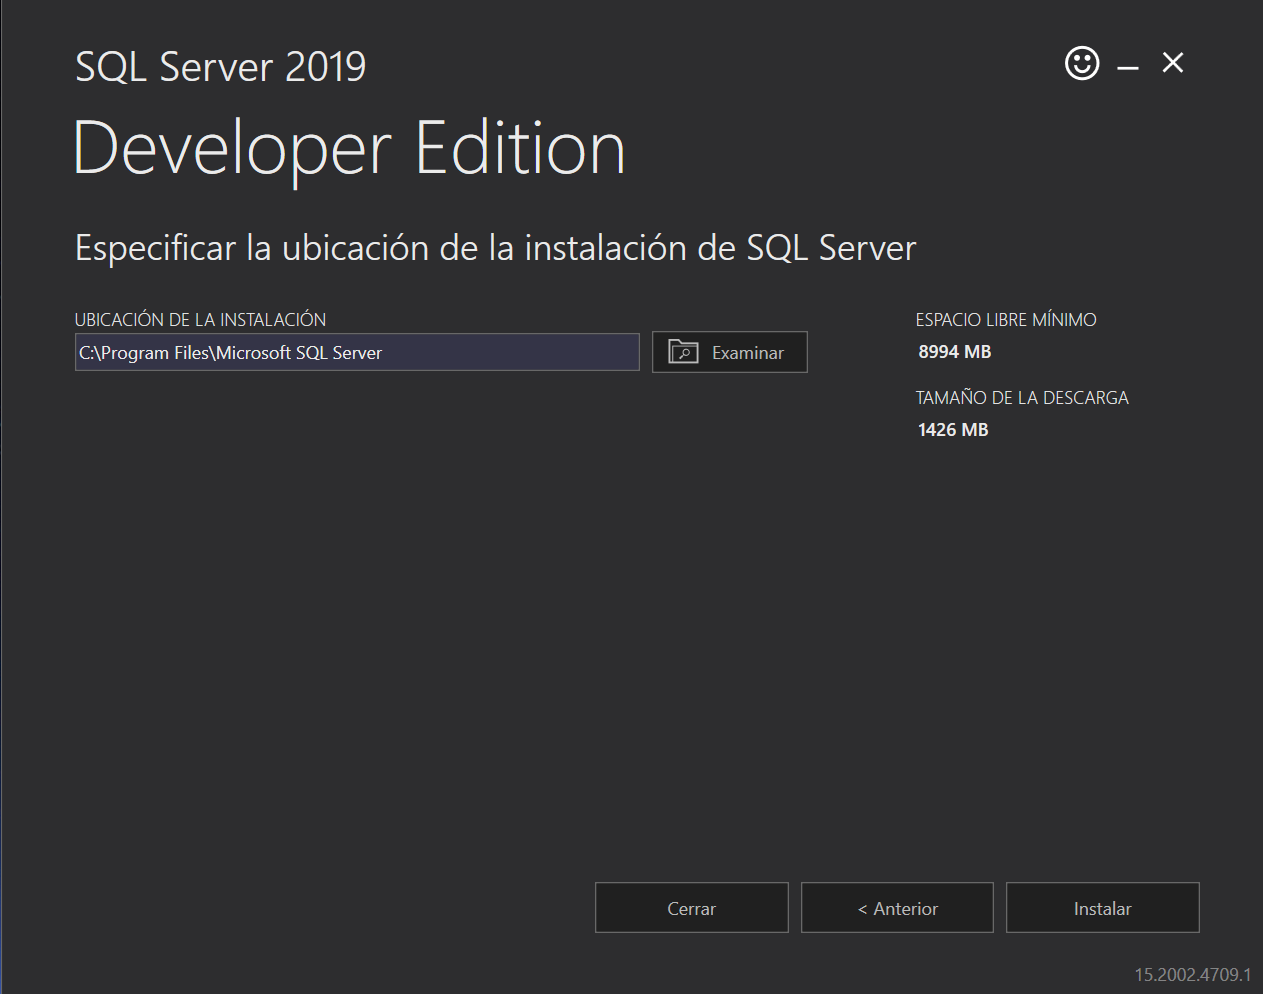 SQL Server 2019
Developer Edition
Especificar la ubicación de la instalación de SQL Server
UBICACIÓN DE LA INSTALACIÓN
C:\Program Files\Microsoft SQL Server
Examinar
ESPACIO LIBRE MÍNIMO
8994 MB
TAMAÑO DE LA DESCARGA
1426 MB
Cerrar
< Anterior
Instalar
15.2002.4709.1